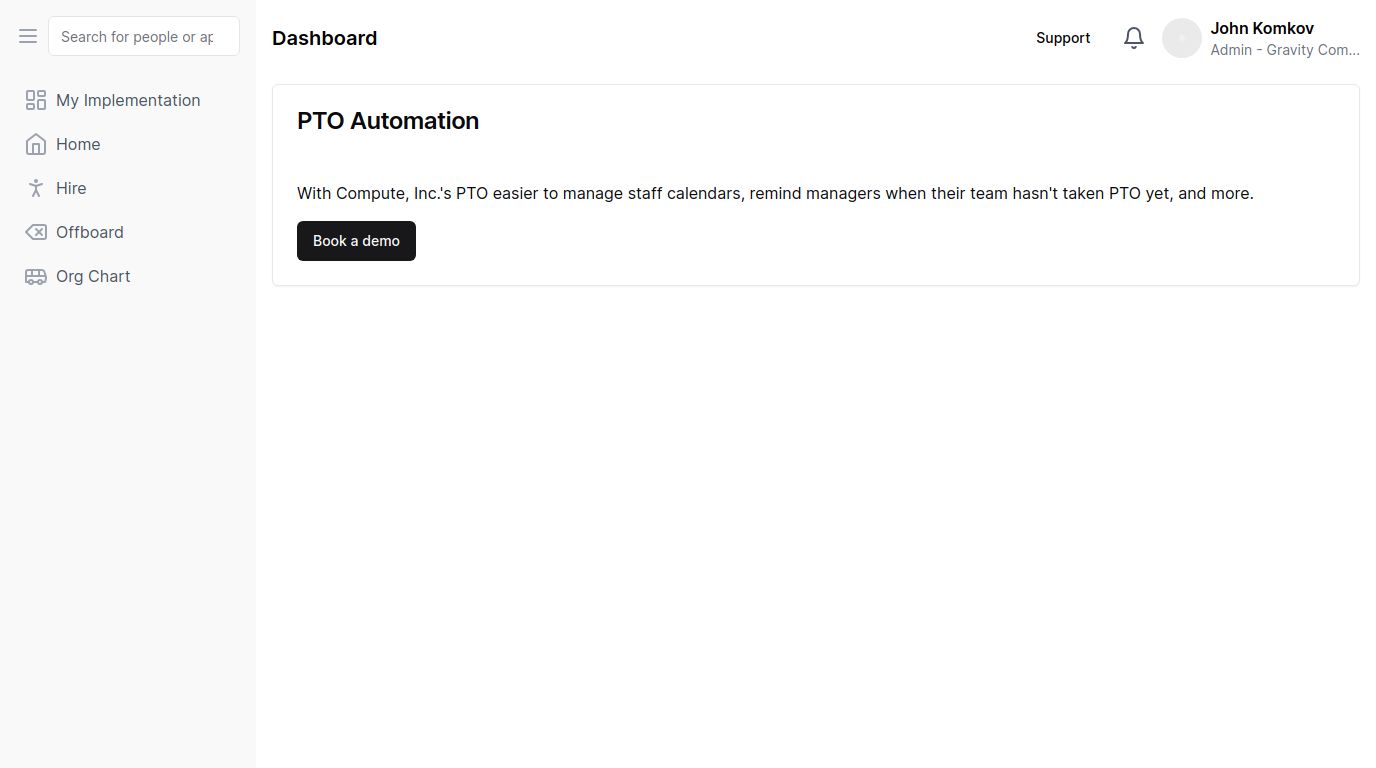 Search for people or ap
My Implementation
Home
Hire
Offboard
Org Chart
Dashboard
Support
John Komkov
Admin - Gravity Com...
PTO Automation
With Compute, Inc.'s PTO easier to manage staff calendars, remind managers when their team hasn't taken PTO yet, and more.
Book a demo